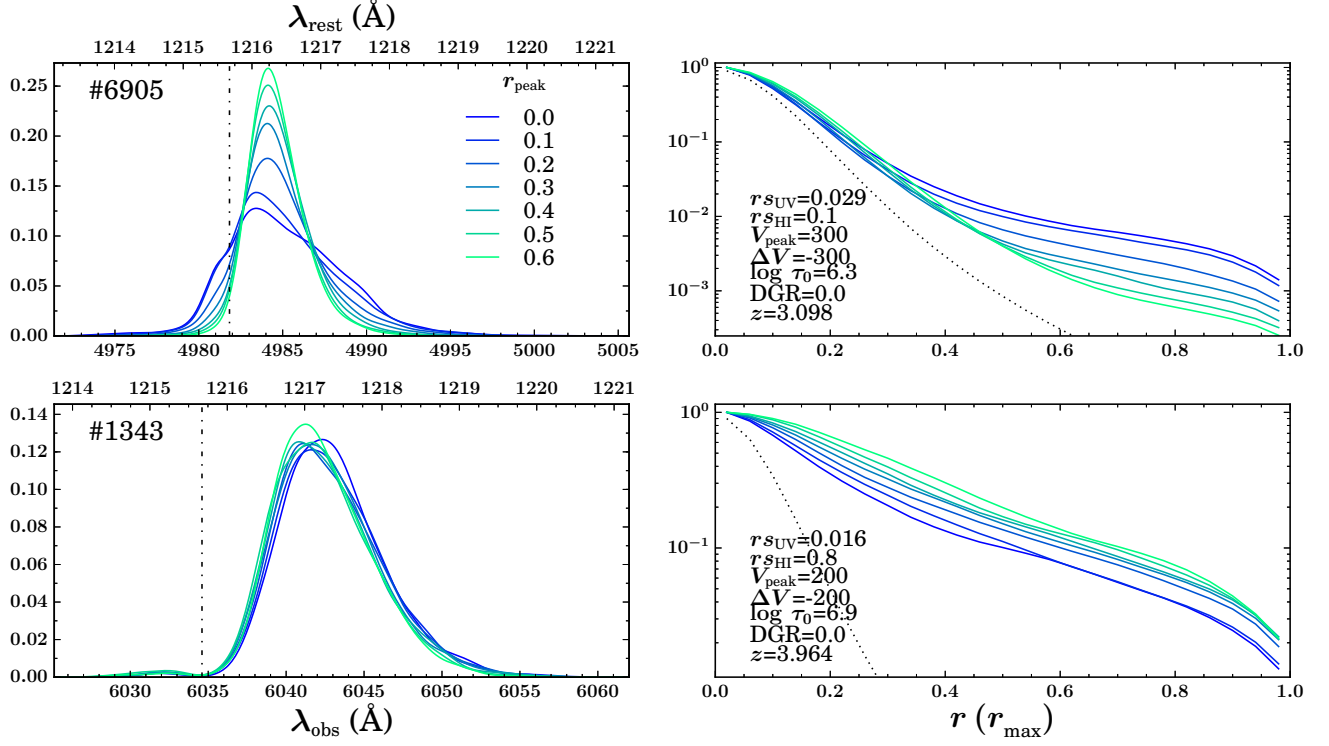 λrest (Å)
1214 1215 1216 1217 1218 1219 1220 1221
#6905
rpeak
0.0
0.1
0.2
0.3
0.4
0.5
0.6
0.25
0.20
0.15
0.10
0.05
0.00
4975 4980 4985 4990 4995 5000 5005
10^0
10^-1
10^-2
10^-3
rsUV=0.029
rsHI=0.1
Vpeak=300
ΔV=-300
log τ0=6.3
DGR=0.0
z=3.098
0.0 0.2 0.4 0.6 0.8 1.0
1214 1215 1216 1217 1218 1219 1220 1221
#1343
0.14
0.12
0.10
0.08
0.06
0.04
0.02
0.00
6030 6035 6040 6045 6050 6055 6060
λobs (Å)
10^0
10^-1
rsUV=0.016
rsHI=0.8
Vpeak=200
ΔV=-200
log τ0=6.9
DGR=0.0
z=3.964
0.0 0.2 0.4 0.6 0.8 1.0
r (rmax)